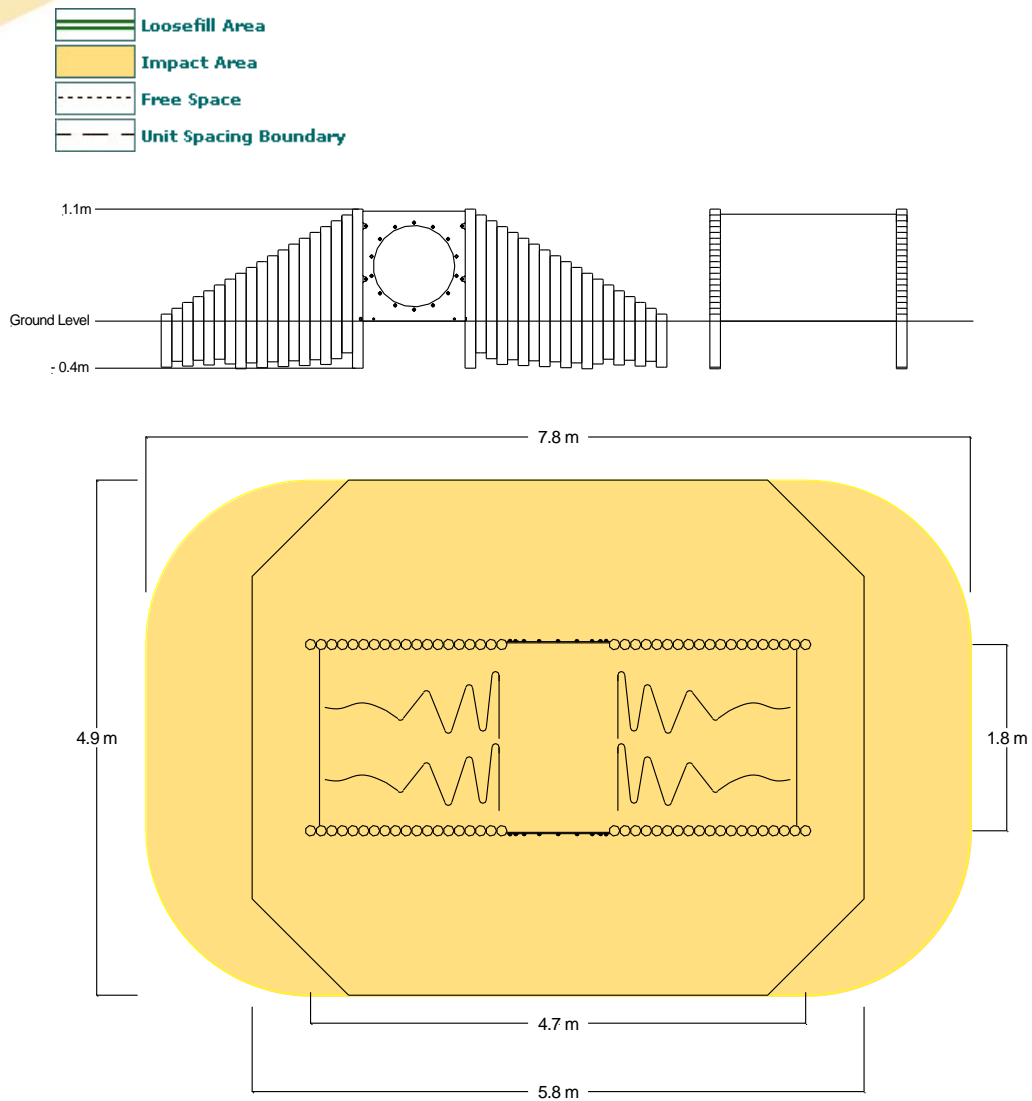 Loosefill Area
Impact Area
Free Space
Unit Spacing Boundary
1.1m
Ground Level
- 0.4m
7.8 m
4.9 m
1.8 m
4.7 m
5.8 m